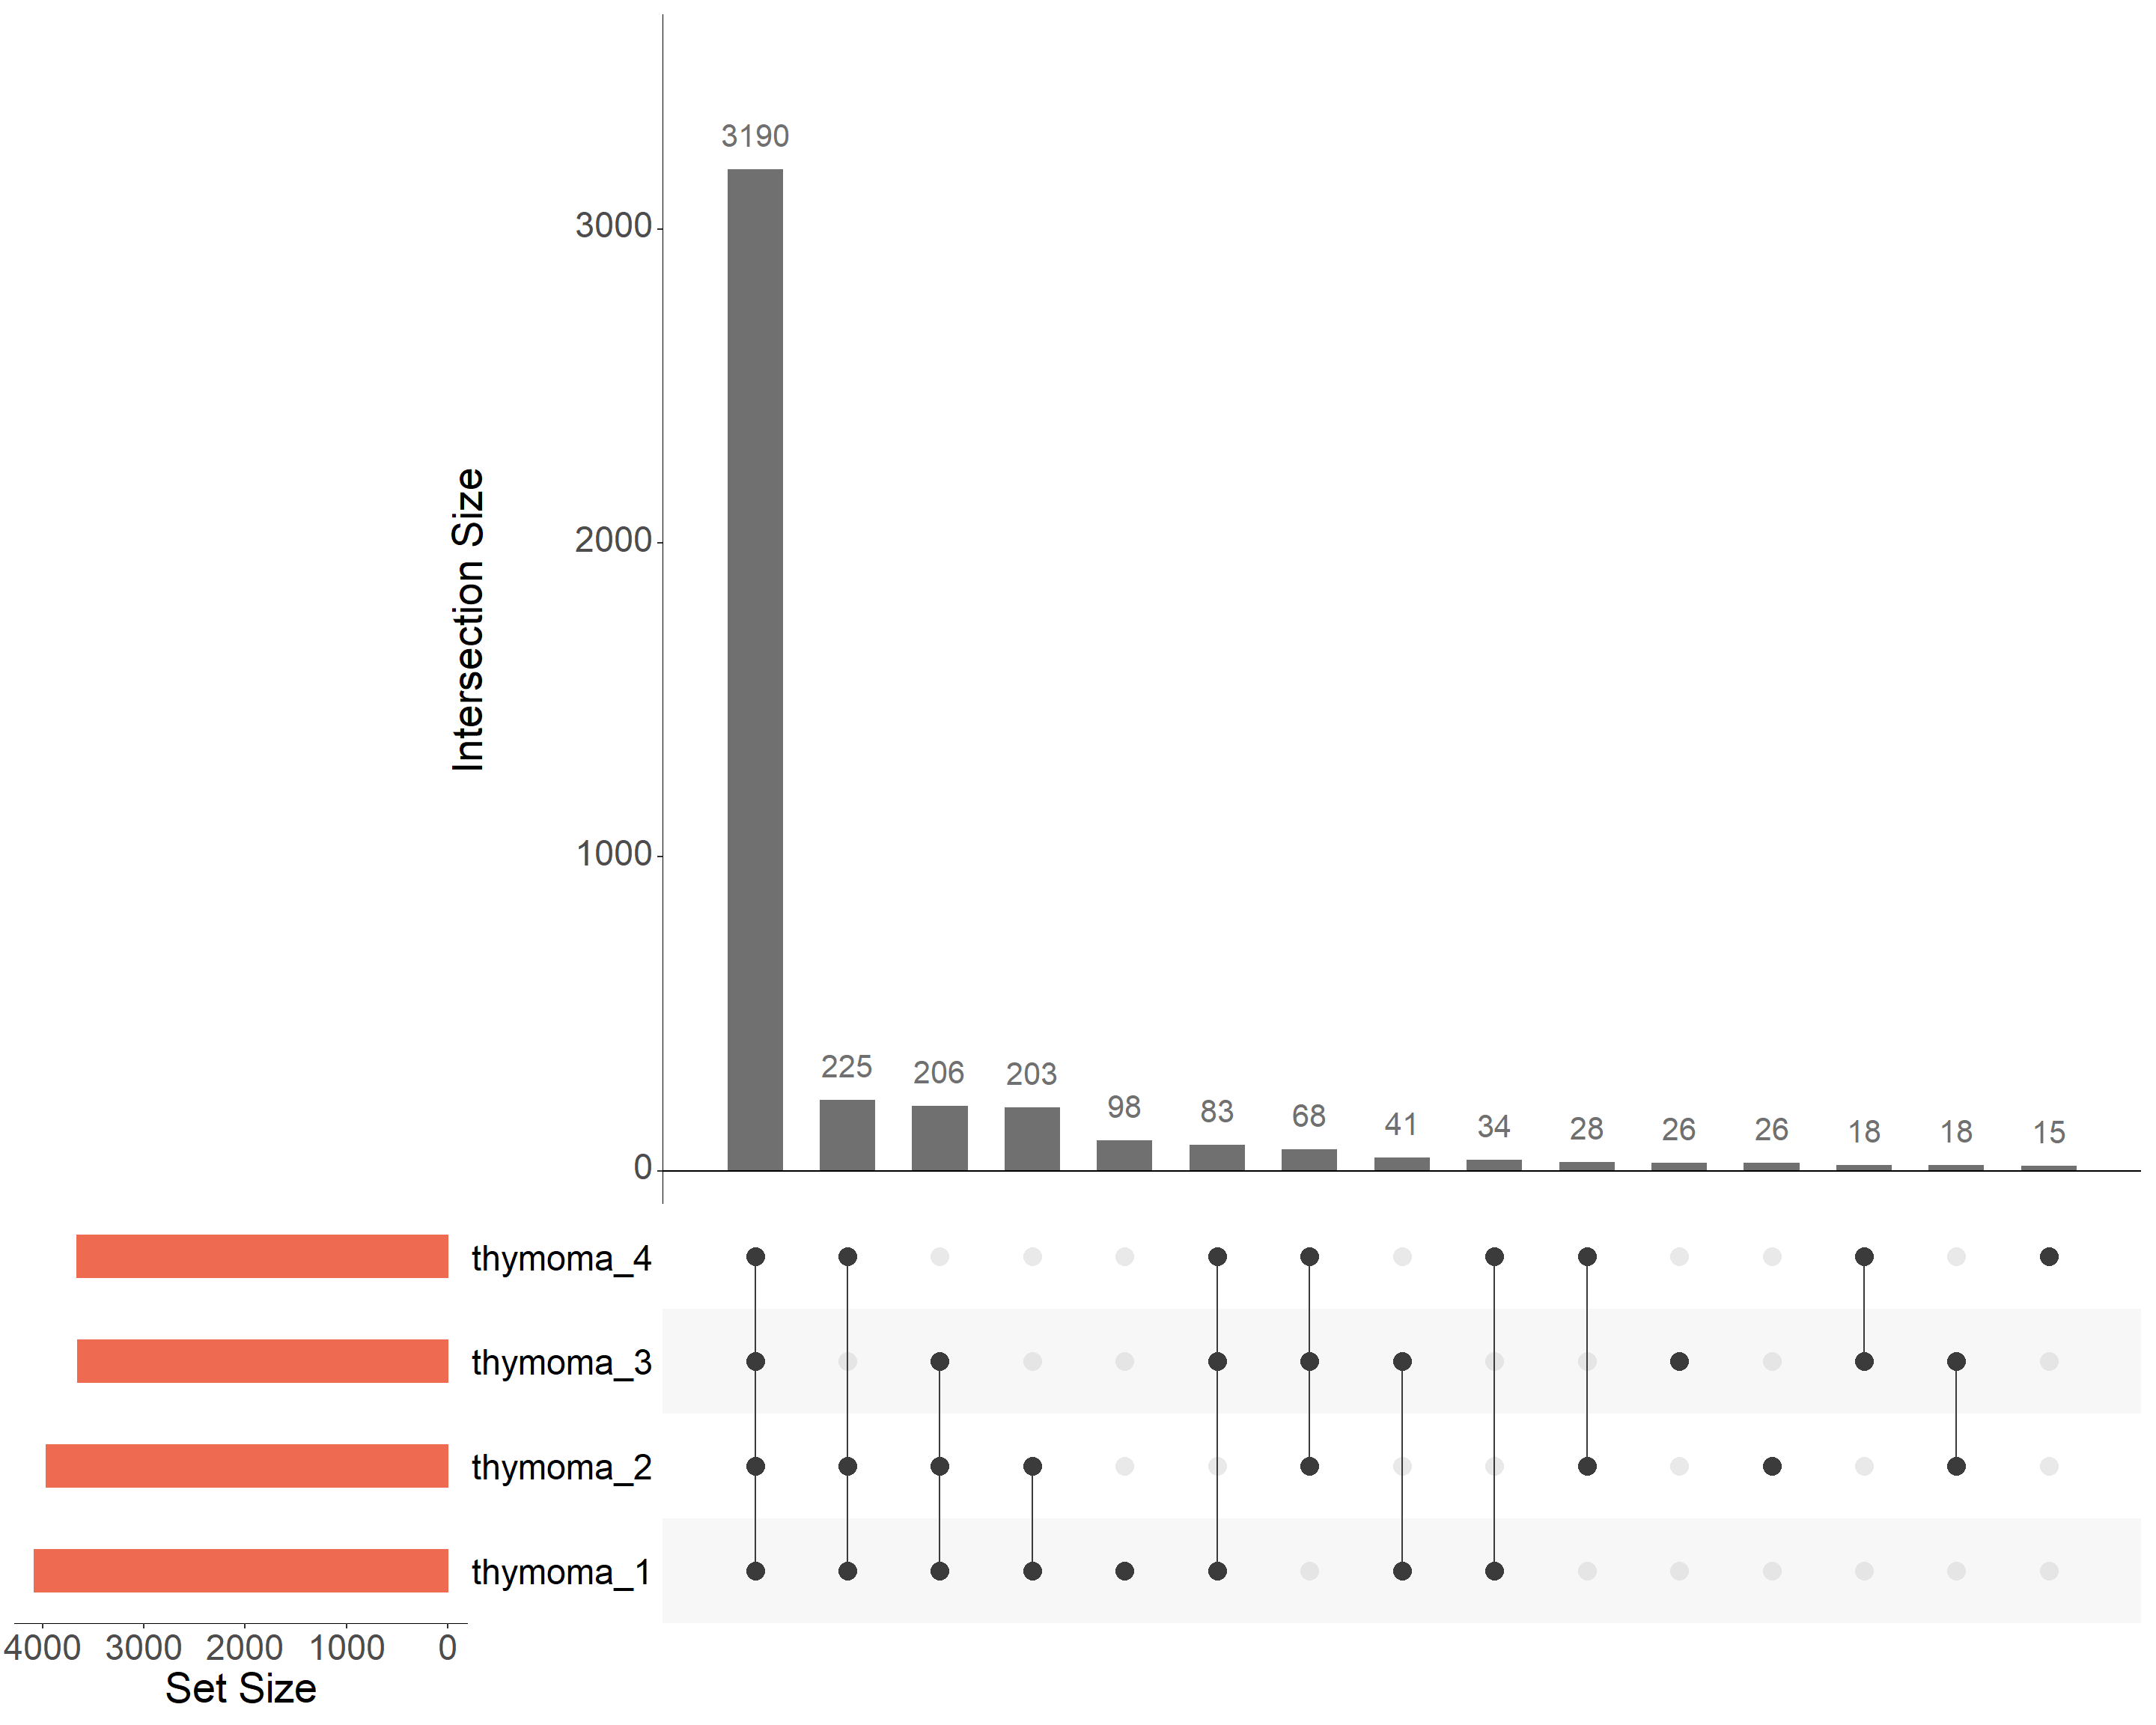 3190
3000
2000
1000
0
Intersection Size
225 206 203 98 83 68 41 34 28 26 26 18 18 15
thymoma_4
thymoma_3
thymoma_2
thymoma_1
4000 3000 2000 1000 0
Set Size